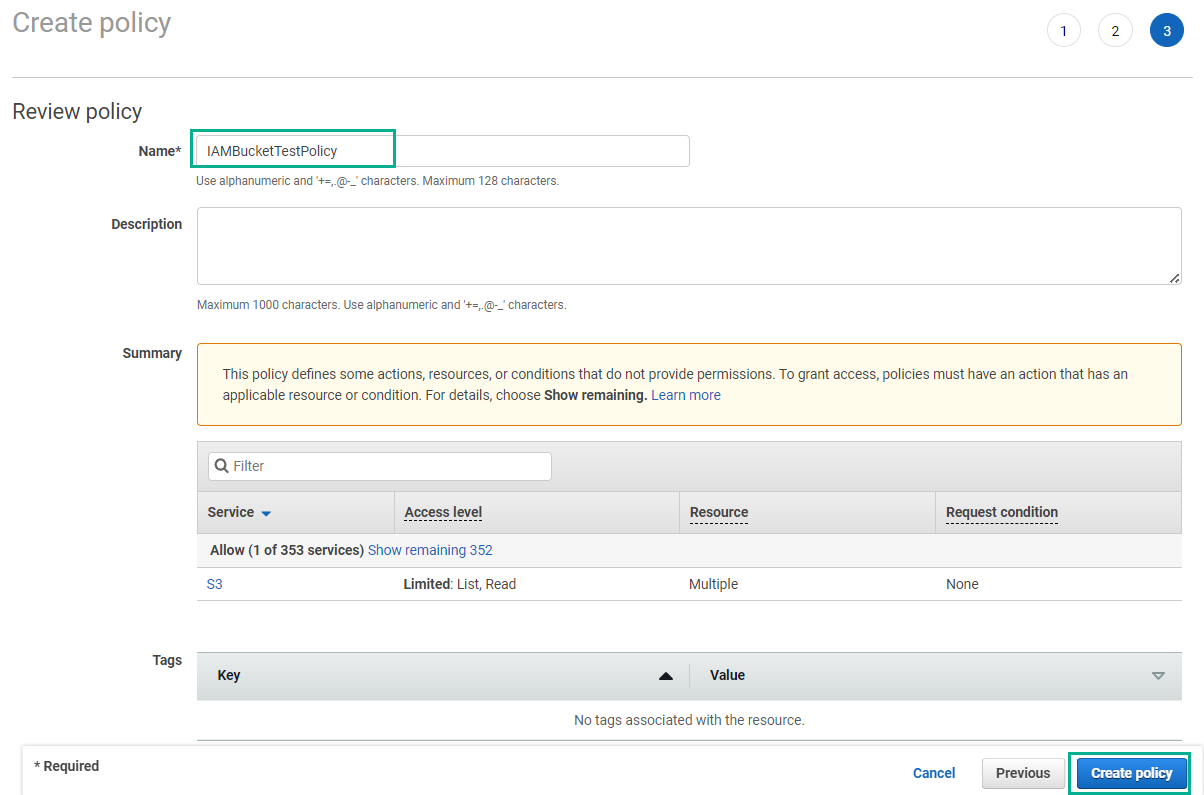 Create policy
1 2 3
Review policy
Name* IAMBucketTestPolicy
Use alphanumeric and '+=,.@-_' characters. Maximum 128 characters.
Description
Maximum 1000 characters. Use alphanumeric and '+=,.@-_' characters.
Summary
This policy defines some actions, resources, or conditions that do not provide permissions. To grant access, policies must have an action that has an
applicable resource or condition. For details, choose Show remaining. Learn more
Filter
Service Access level Resource Request condition
Allow (1 of 353 services) Show remaining 352
S3 Limited: List, Read Multiple None
Tags
Key Value
No tags associated with the resource.
* Required
Cancel Previous Create policy